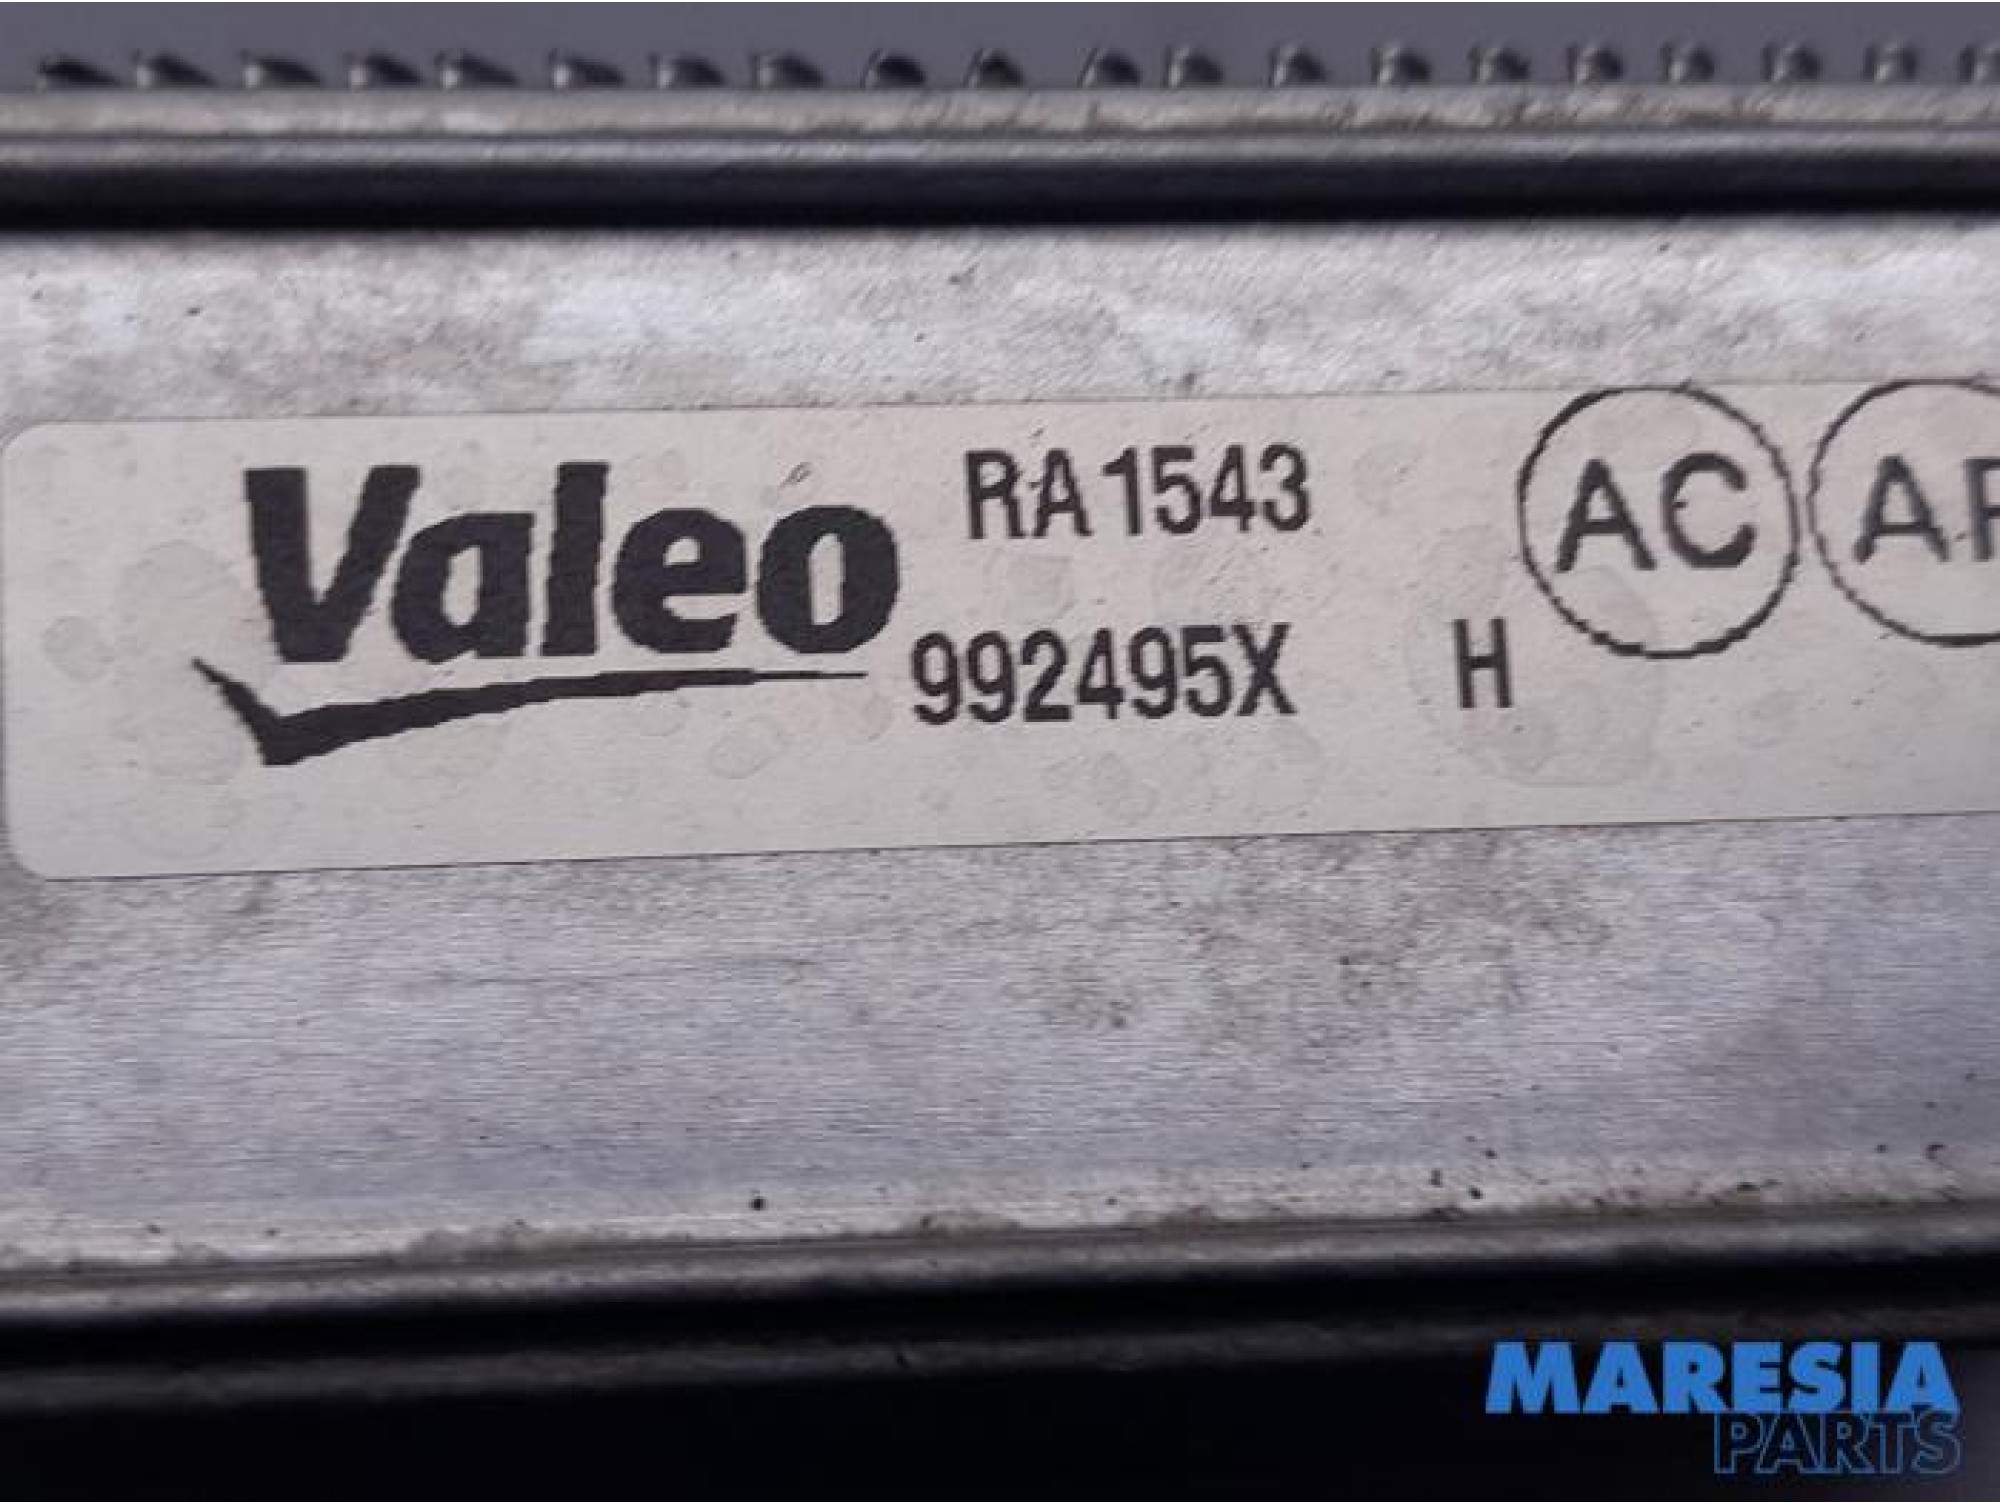 Valeo RA1543 AC
992495X H
MARESIA
PARTS